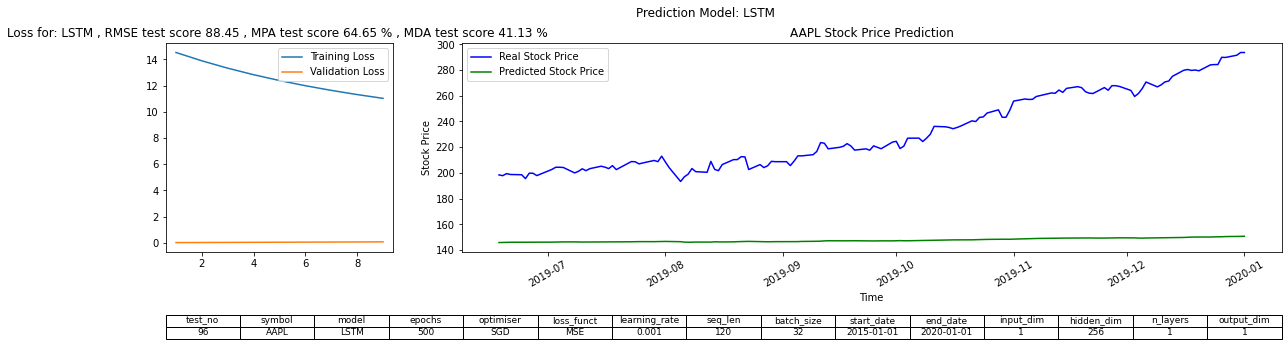 Prediction Model: LSTM
Loss for: LSTM , RMSE test score 88.45 , MPA test score 64.65 % , MDA test score 41.13 %
14
12
10
8
6
4
2
0
2 4 6 8
Training Loss
Validation Loss
AAPL Stock Price Prediction
Stock Price
300
280
260
240
220
200
180
160
140
Real Stock Price
Predicted Stock Price
2019-07 2019-08 2019-09 2019-10 2019-11 2019-12 2020-01
Time
test_no symbol model epochs optimiser loss_funct learning_rate seq_len batch_size start_date end_date input_dim hidden_dim n_layers output_dim
96 AAPL LSTM 500 SGD MSE 0.001 120 32 2015-01-01 2020-01-01 1 256 1 1